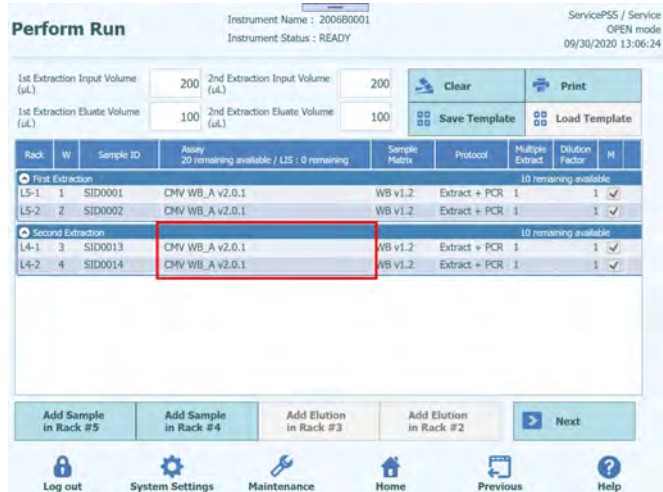 Perform Run
Instrument Name : 2006B0001
Instrument Status : READY
ServicePSS / Service
OPEN mode
09/30/2020 13:06:24
1st Extraction Input Volume (uL) 200 2nd Extraction Input Volume (uL) 200 Clear Print
1st Extraction Eluate Volume (uL) 100 2nd Extraction Eluate Volume (uL) 100 Save Template Load Template
Rack W Sample ID Assay 20 remaining available / LIS : 0 remaining Sample Matrix Protocol Multiple Extract Dilution Factor M
First Extraction 10 remaining available
L5-1 1 SID0001 CMV WB_A v2.0.1 WB v1.2 Extract + PCR 1 1
L5-2 2 SID0002 CMV WB_A v2.0.1 WB v1.2 Extract + PCR 1 1
Second Extraction 10 remaining available
L4-1 3 SID0013 CMV WB_A v2.0.1 WB v1.2 Extract + PCR 1 1
L4-2 4 SID0014 CMV WB_A v2.0.1 WB v1.2 Extract + PCR 1 1
Add Sample in Rack #5 Add Sample in Rack #4 Add Elution in Rack #3 Add Elution in Rack #2 Next
Log out System Settings Maintenance Home Previous Help